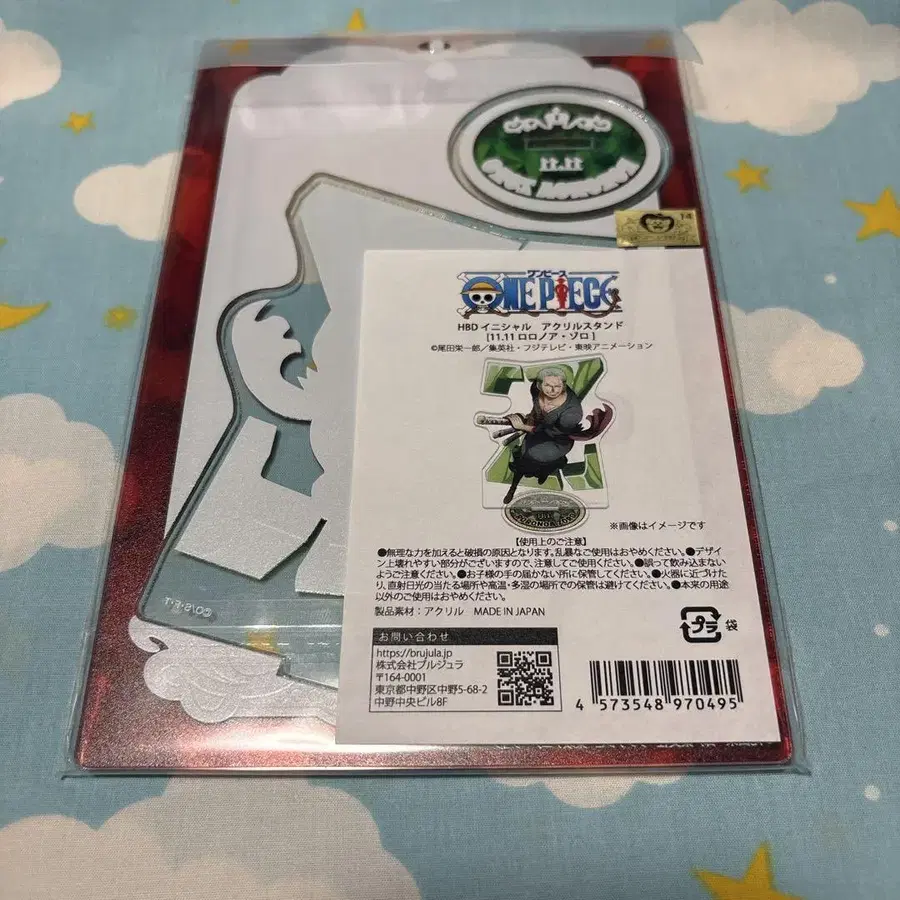 11.11
14
ワンピース
ONE PIECE
HBD イニシャル アクリルスタンド
[11.11 ロロノア・ゾロ]
©尾田栄一郎/集英社・フジテレビ・東映アニメーション
※画像はイメージです
【使用上のご注意】
●無理な力を加えると破損の原因となります。乱暴なご使用はおやめください。●デザイン
上壊れやすい部分がございますので、注意してご使用ください。●誤って飲み込まない
ようご注意ください。●お子様の手の届かない所に保管してください。●火器に近づけた
り、直射日光の当たる場所や高温・多湿の場所での保管は避けてください。●本来の用途
以外のご使用はおやめください。
製品素材:アクリル MADE IN JAPAN
お問い合わせ
https://brujula.jp
株式会社ブルジュラ
〒164-0001
東京都中野区中野5-68-2
中野中央ビル8F
プラ 袋
4 573548 970495
©O/S·F·T